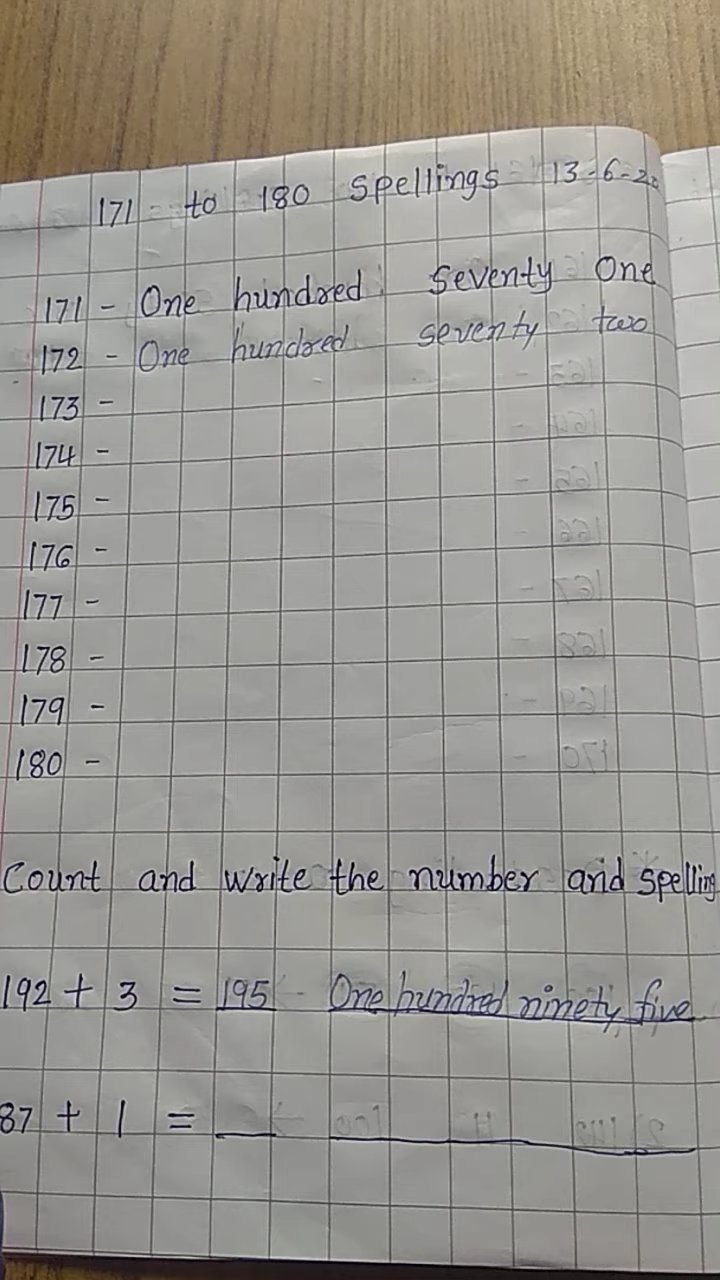 171 - to 180 Spellings 13-6-2
171 - One hundred seventy One
172 - One hundred seventy two
173 -
174 -
175 -
176 -
177 -
178 -
179 -
180 -
Count and write the number and spelling
192 + 3 = 195 One hundred ninety five
87 + 1 =